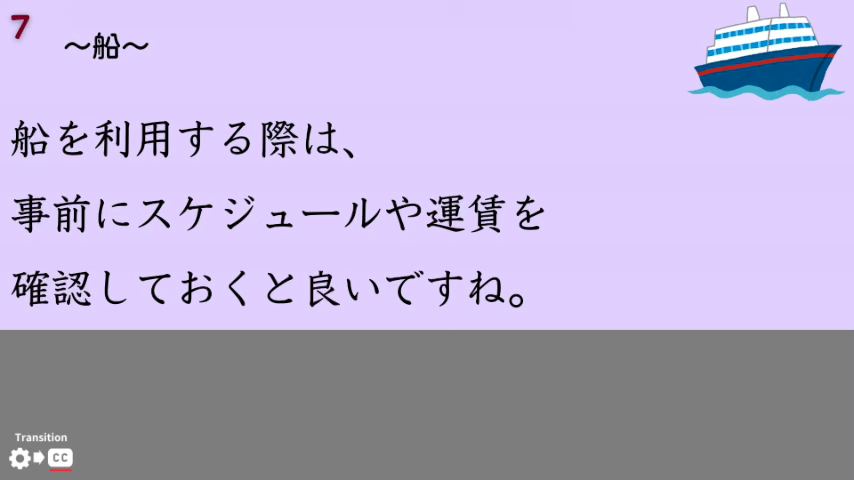 7
～船～
船を利用する際は、
事前にスケジュールや運賃を
確認しておくと良いですね。
Transition
CC